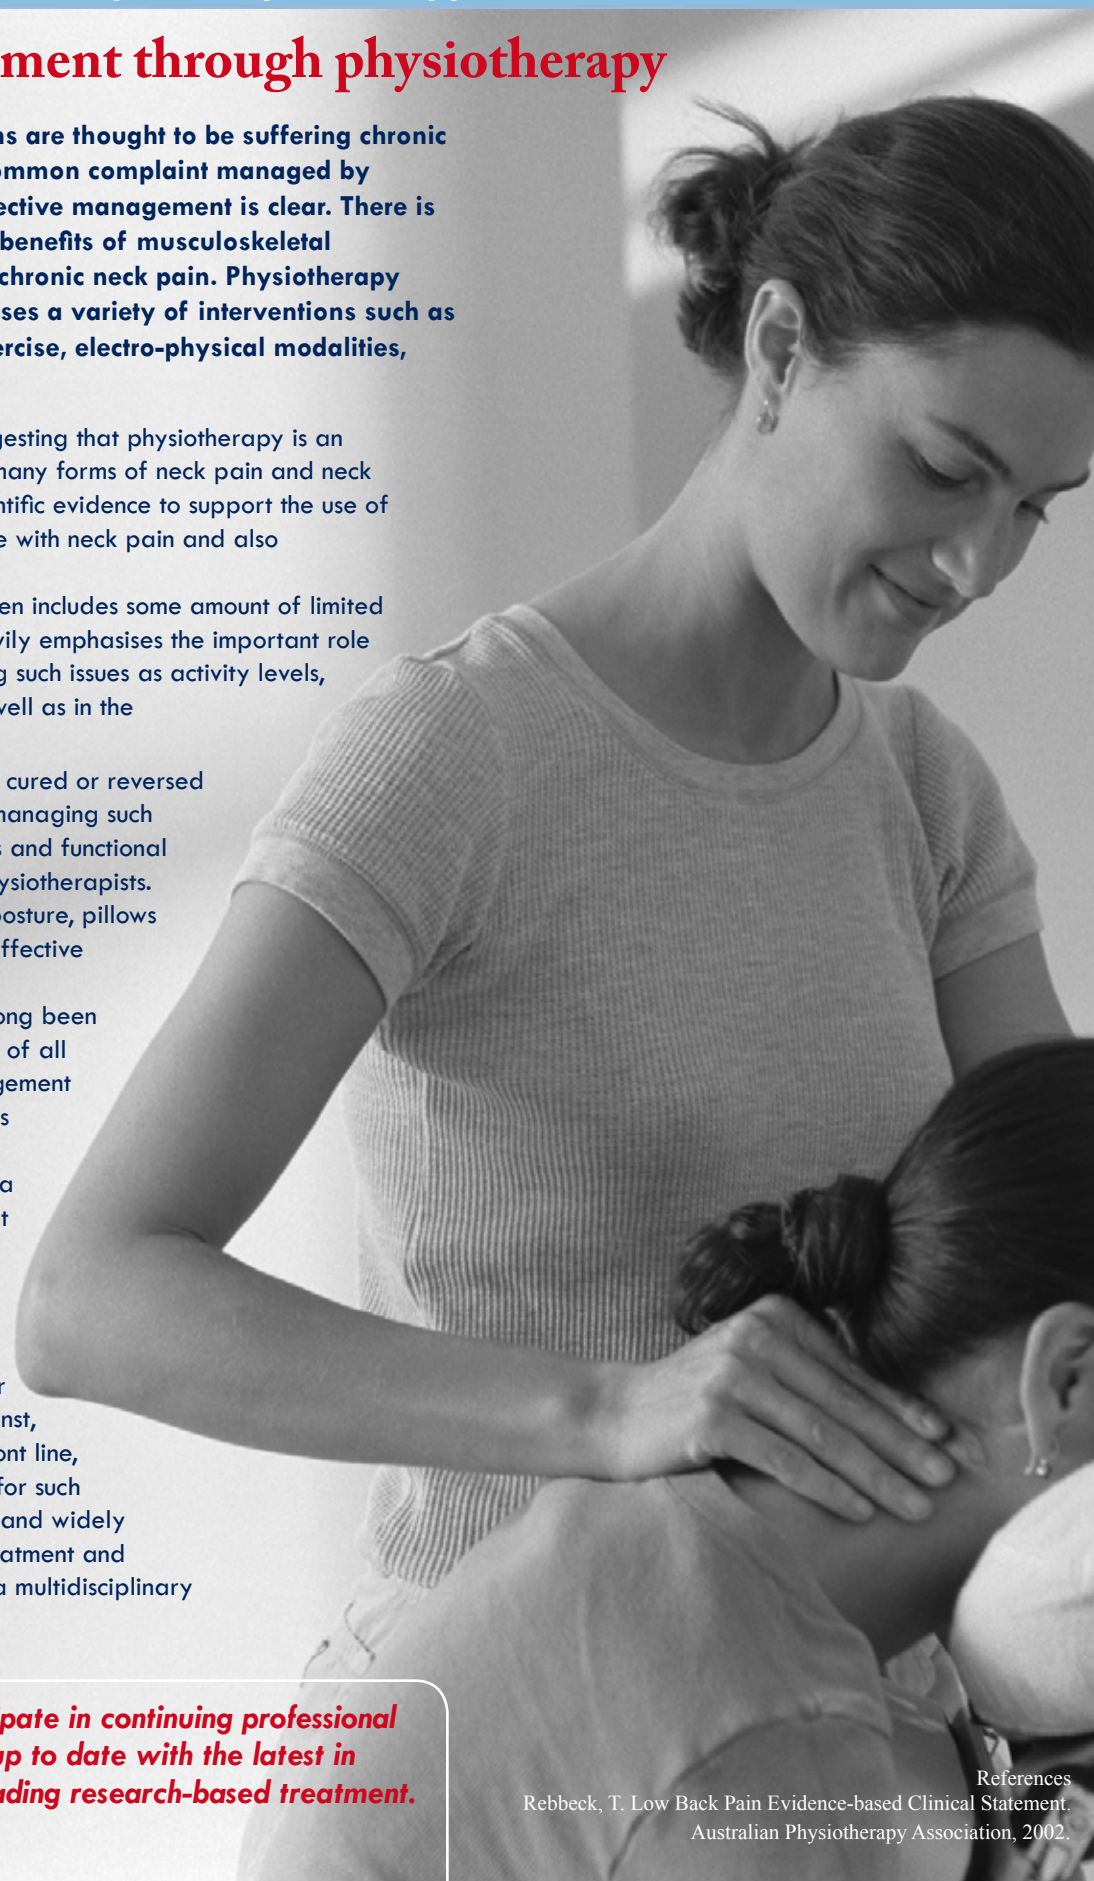 ment through physiotherapy
ns are thought to be suffering chronic
ommon complaint managed by
ective management is clear. There is
benefits of musculoskeletal
chronic neck pain. Physiotherapy
ses a variety of interventions such as
ercise, electro-physical modalities,
gesting that physiotherapy is an
many forms of neck pain and neck
ntific evidence to support the use of
e with neck pain and also
en includes some amount of limited
vily emphasises the important role
g such issues as activity levels,
well as in the
cured or reversed
managing such
s and functional
ysiotherapists.
posture, pillows
ffective
ong been
of all
gement
s
a
t
r
nst,
ont line,
for such
and widely
atment and
a multidisciplinary
pate in continuing professional
up to date with the latest in
ading research-based treatment.
References
Rebbeck, T. Low Back Pain Evidence-based Clinical Statement.
Australian Physiotherapy Association, 2002.